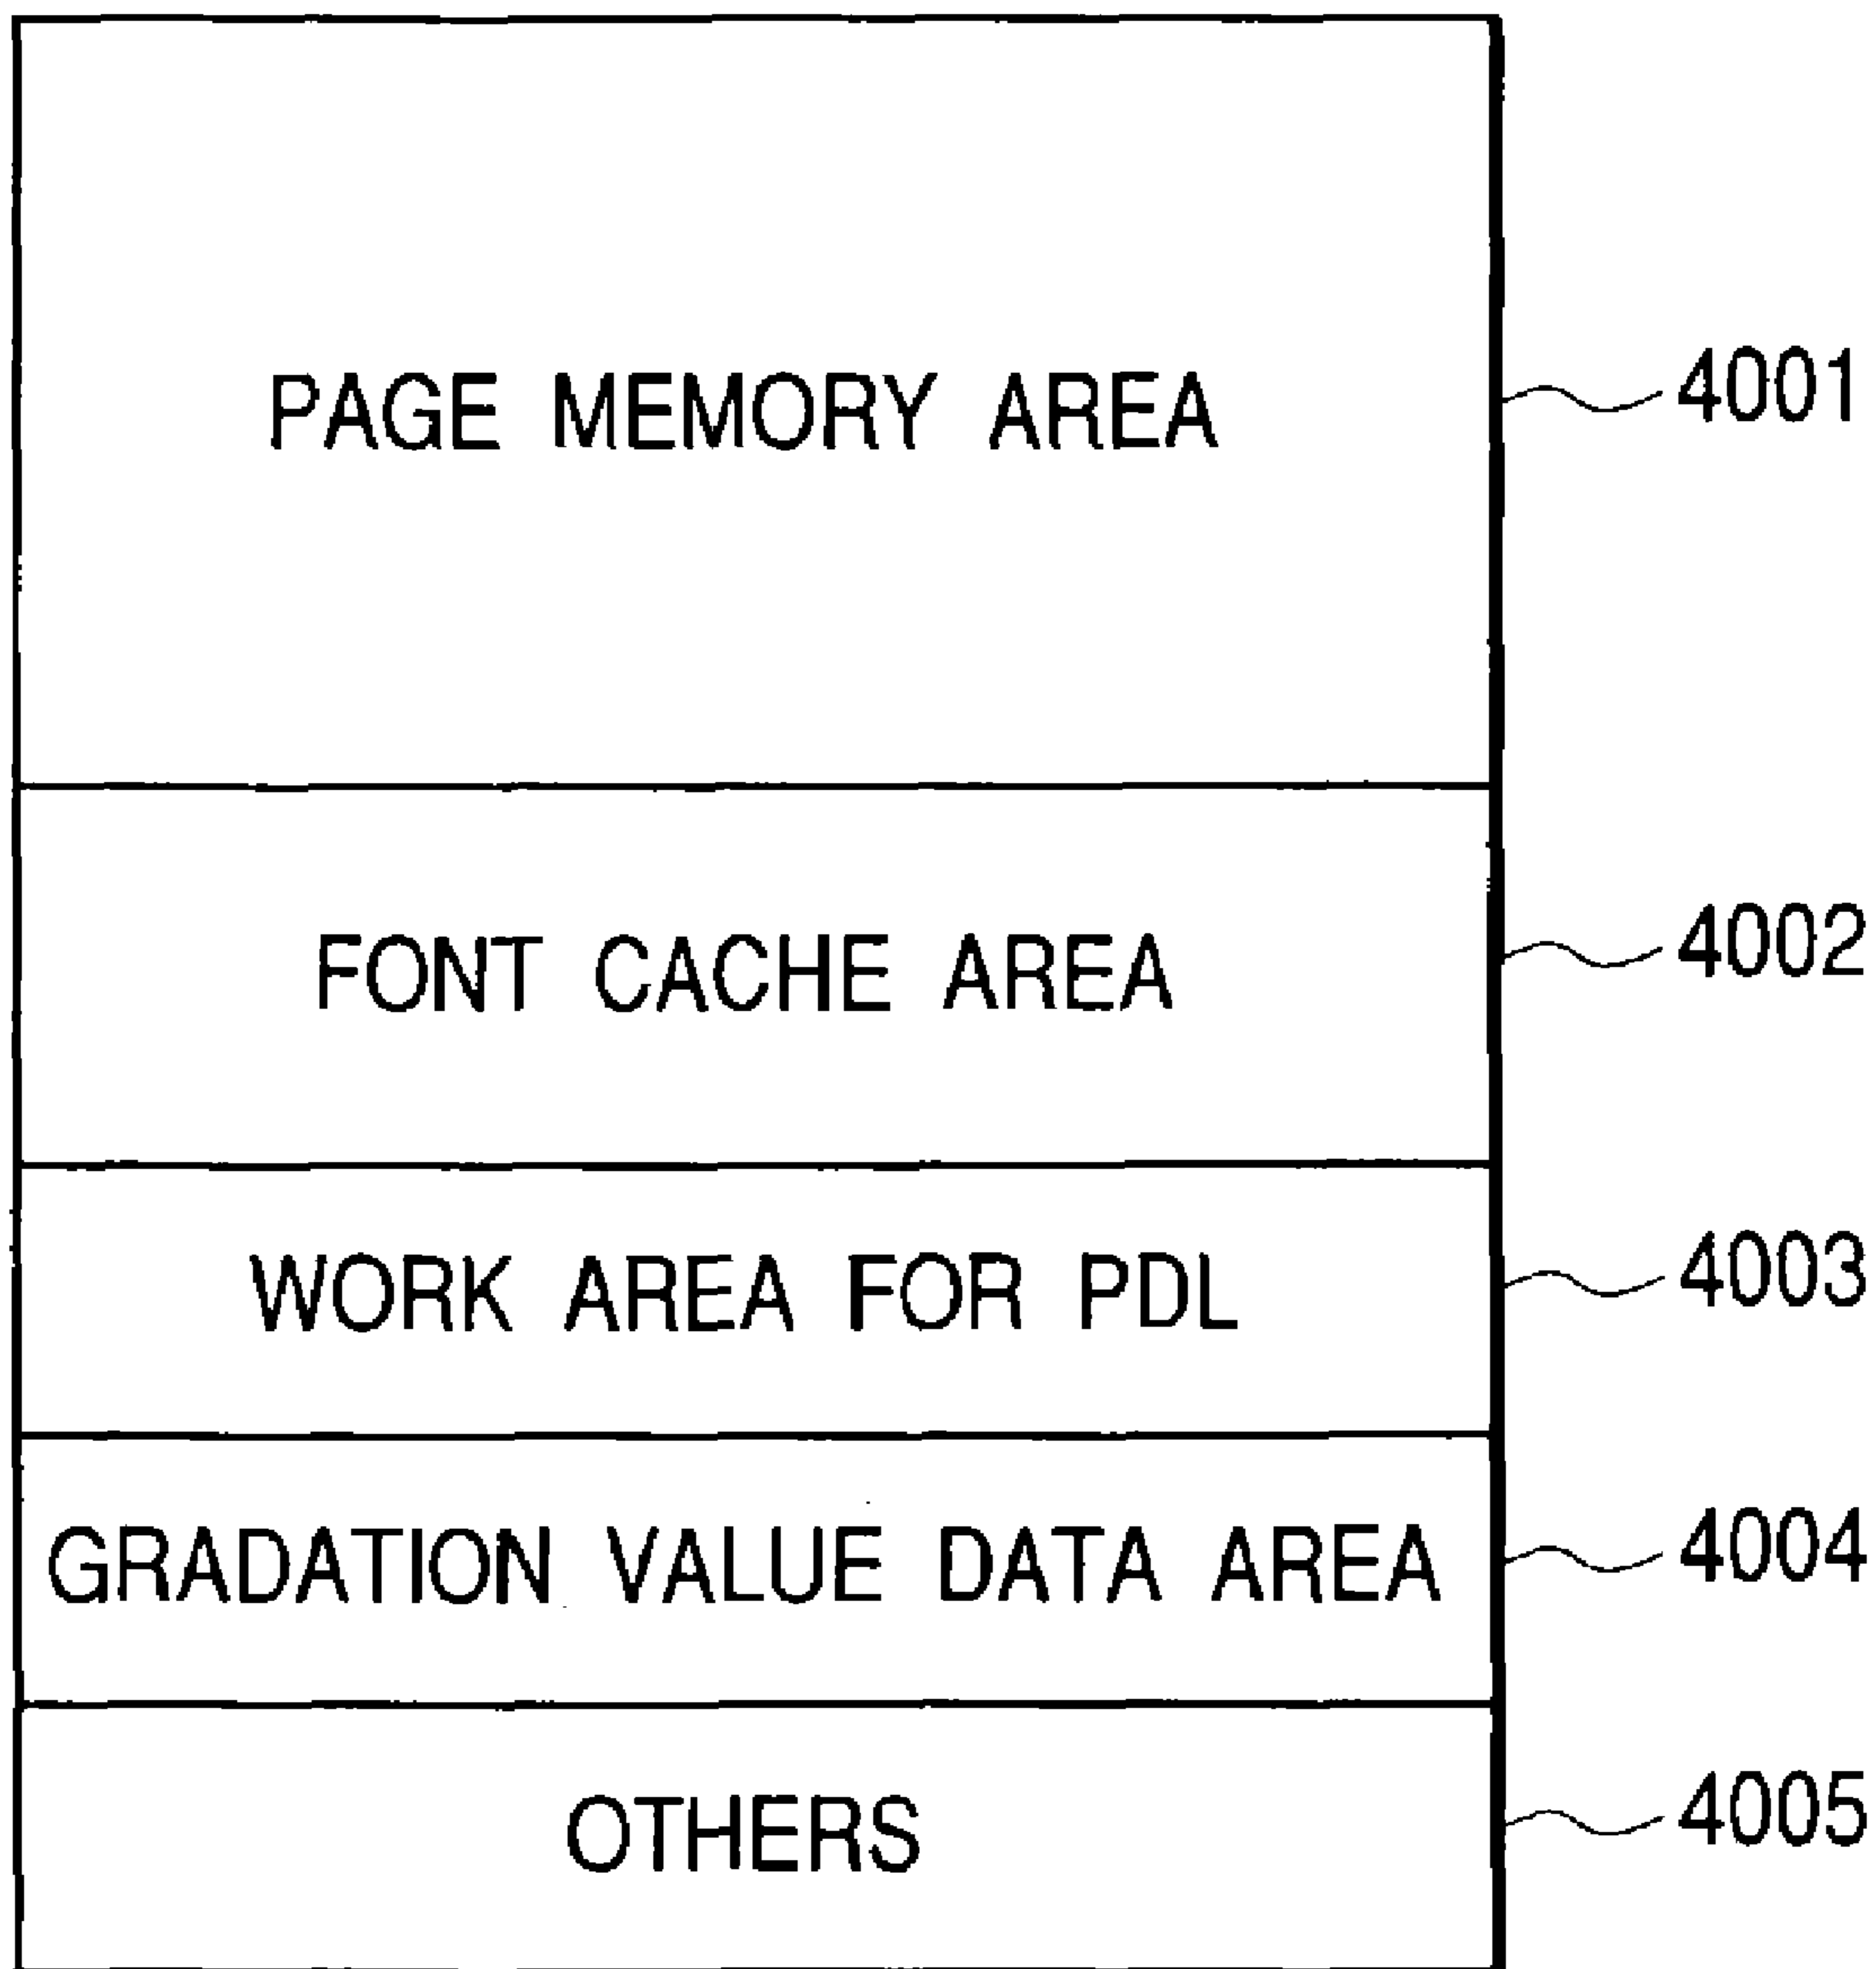 PAGE MEMORY AREA 4001
FONT CACHE AREA 4002
WORK AREA FOR PDL 4003
GRADATION VALUE DATA AREA 4004
OTHERS 4005